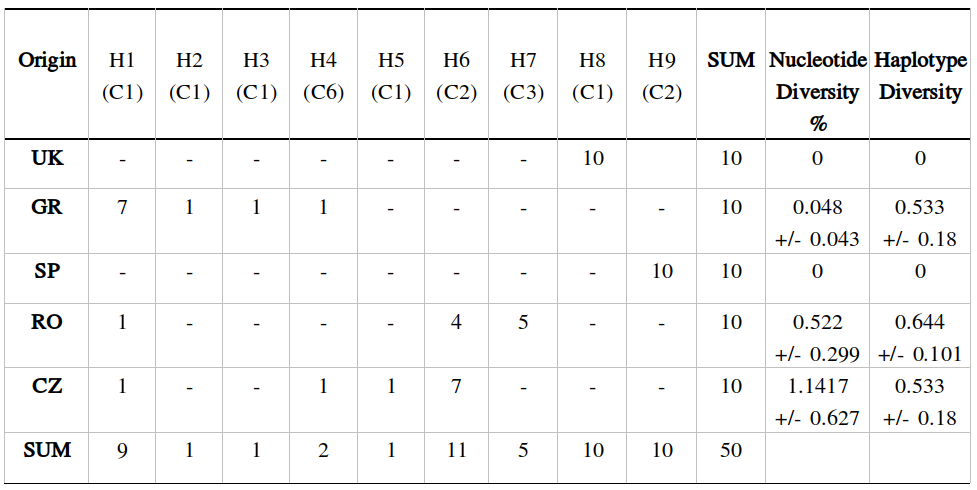 Origin H1 H2 H3 H4 H5 H6 H7 H8 H9 SUM Nucleotide Haplotype
(C1) (C1) (C1) (C6) (C1) (C2) (C3) (C1) (C2) Diversity Diversity
%
UK - - - - - - - 10 10 0 0
GR 7 1 1 1 - - - - - 10 0.048 0.533
+/- 0.043 +/- 0.18
SP - - - - - - - - 10 10 0 0
RO 1 - - - - 4 5 - - 10 0.522 0.644
+/- 0.299 +/- 0.101
CZ 1 - - 1 1 7 - - - 10 1.1417 0.533
+/- 0.627 +/- 0.18
SUM 9 1 1 2 1 11 5 10 10 50